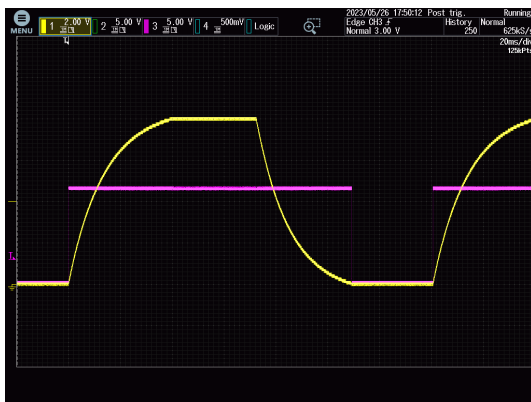 MENU
1 2.00 V
2 5.00 V
3 5.00 V
4 500mV
Logic
2023/05/26 17:50:12 Post trig. Running
Edge CH3
Normal 3.00 V
History Normal
250 625kS/s
20ms/div
125kPts